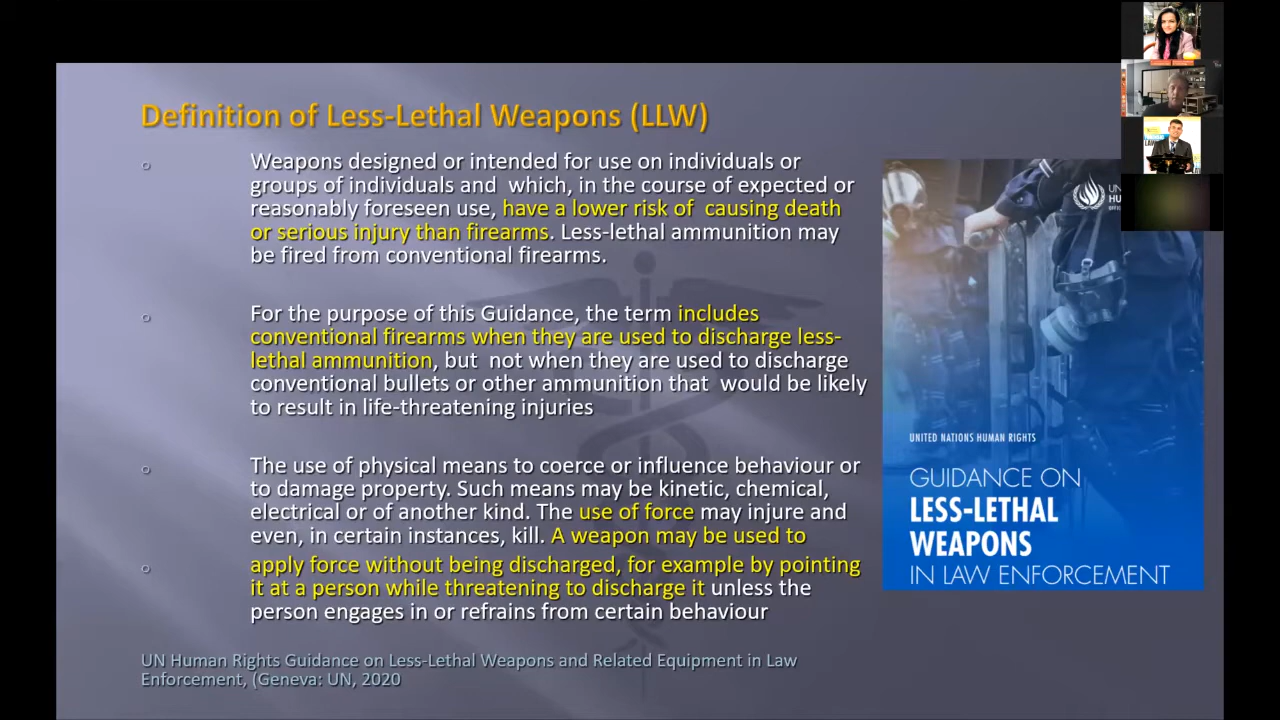 Definition of Less-Lethal Weapons (LLW)
Weapons designed or intended for use on individuals or
groups of individuals and which, in the course of expected or
reasonably foreseen use, have a lower risk of causing death
or serious injury than firearms. Less-lethal ammunition may
be fired from conventional firearms.
For the purpose of this Guidance, the term includes
conventional firearms when they are used to discharge less-
lethal ammunition, but not when they are used to discharge
conventional bullets or other ammunition that would be likely
to result in life-threatening injuries
The use of physical means to coerce or influence behaviour or
to damage property. Such means may be kinetic, chemical,
electrical or of another kind. The use of force may injure and
even, in certain instances, kill. A weapon may be used to
apply force without being discharged, for example by pointing
it at a person while threatening to discharge it unless the
person engages in or refrains from certain behaviour
UN Human Rights Guidance on Less-Lethal Weapons and Related Equipment in Law
Enforcement, (Geneva: UN, 2020
UN
HU
UNITED NATIONS HUMAN RIGHTS
GUIDANCE ON
LESS-LETHAL
WEAPONS
IN LAW ENFORCEMENT